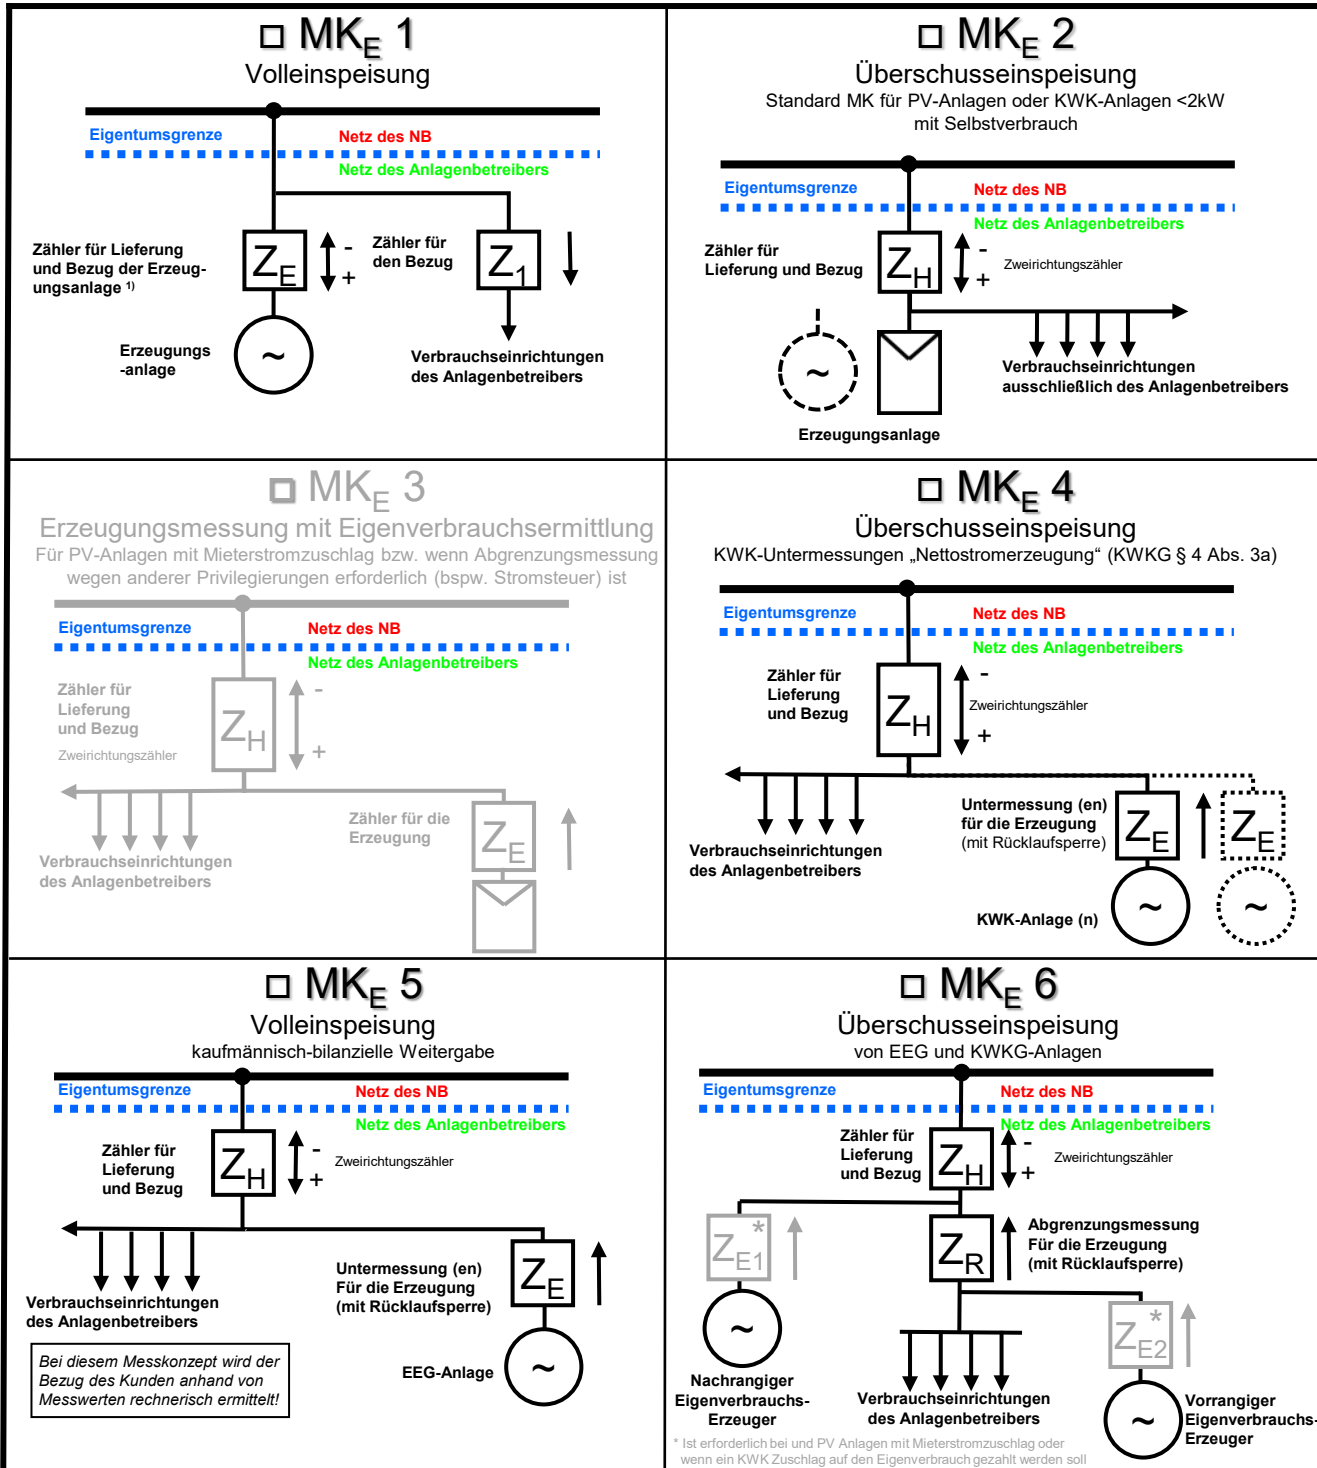 □ MKE 1
Volleinspeisung
Eigentumsgrenze
Netz des NB
Netz des Anlagenbetreibers
Zähler für Lieferung
und Bezug der Erzeug-
ungsanlage 1)
ZE
-
+
Zähler für
den Bezug
Z1
Erzeugungs
-anlage
~
Verbrauchseinrichtungen
des Anlagenbetreibers
□ MKE 2
Überschusseinspeisung
Standard MK für PV-Anlagen oder KWK-Anlagen <2kW
mit Selbstverbrauch
Eigentumsgrenze
Netz des NB
Netz des Anlagenbetreibers
Zähler für
Lieferung und Bezug
ZH
-
+
Zweirichtungszähler
~
Verbrauchseinrichtungen
ausschließlich des Anlagenbetreibers
Erzeugungsanlage
□ MKE 3
Erzeugungsmessung mit Eigenverbrauchsermittlung
Für PV-Anlagen mit Mieterstromzuschlag bzw. wenn Abgrenzungsmessung
wegen anderer Privilegierungen erforderlich (bspw. Stromsteuer) ist
Eigentumsgrenze
Netz des NB
Netz des Anlagenbetreibers
Zähler für
Lieferung
und Bezug
Zweirichtungszähler
ZH
-
+
Zähler für die
Erzeugung
ZE
Verbrauchseinrichtungen
des Anlagenbetreibers
□ MKE 4
Überschusseinspeisung
KWK-Untermessungen „Nettostromerzeugung“ (KWKG § 4 Abs. 3a)
Eigentumsgrenze
Netz des NB
Netz des Anlagenbetreibers
Zähler für
Lieferung
und Bezug
ZH
-
Zweirichtungszähler
+
Untermessung (en)
für die Erzeugung
(mit Rücklaufsperre)
ZE
ZE
Verbrauchseinrichtungen
des Anlagenbetreibers
KWK-Anlage (n)
~
~
□ MKE 5
Volleinspeisung
kaufmännisch-bilanzielle Weitergabe
Eigentumsgrenze
Netz des NB
Netz des Anlagenbetreibers
Zähler für
Lieferung
und Bezug
ZH
-
+
Zweirichtungszähler
Untermessung (en)
Für die Erzeugung
(mit Rücklaufsperre)
ZE
Verbrauchseinrichtungen
des Anlagenbetreibers
EEG-Anlage
~
Bei diesem Messkonzept wird der
Bezug des Kunden anhand von
Messwerten rechnerisch ermittelt!
□ MKE 6
Überschusseinspeisung
von EEG und KWKG-Anlagen
Eigentumsgrenze
Netz des NB
Netz des Anlagenbetreibers
Zähler für
Lieferung
und Bezug
ZH
-
+
Zweirichtungszähler
ZE1*
ZR
Abgrenzungsmessung
Für die Erzeugung
(mit Rücklaufsperre)
~
ZE2*
Nachrangiger
Eigenverbrauchs-
Erzeuger
Verbrauchseinrichtungen
des Anlagenbetreibers
~
Vorrangiger
Eigenverbrauchs-
Erzeuger
* Ist erforderlich bei und PV Anlagen mit Mieterstromzuschlag oder
wenn ein KWK Zuschlag auf den Eigenverbrauch gezahlt werden soll